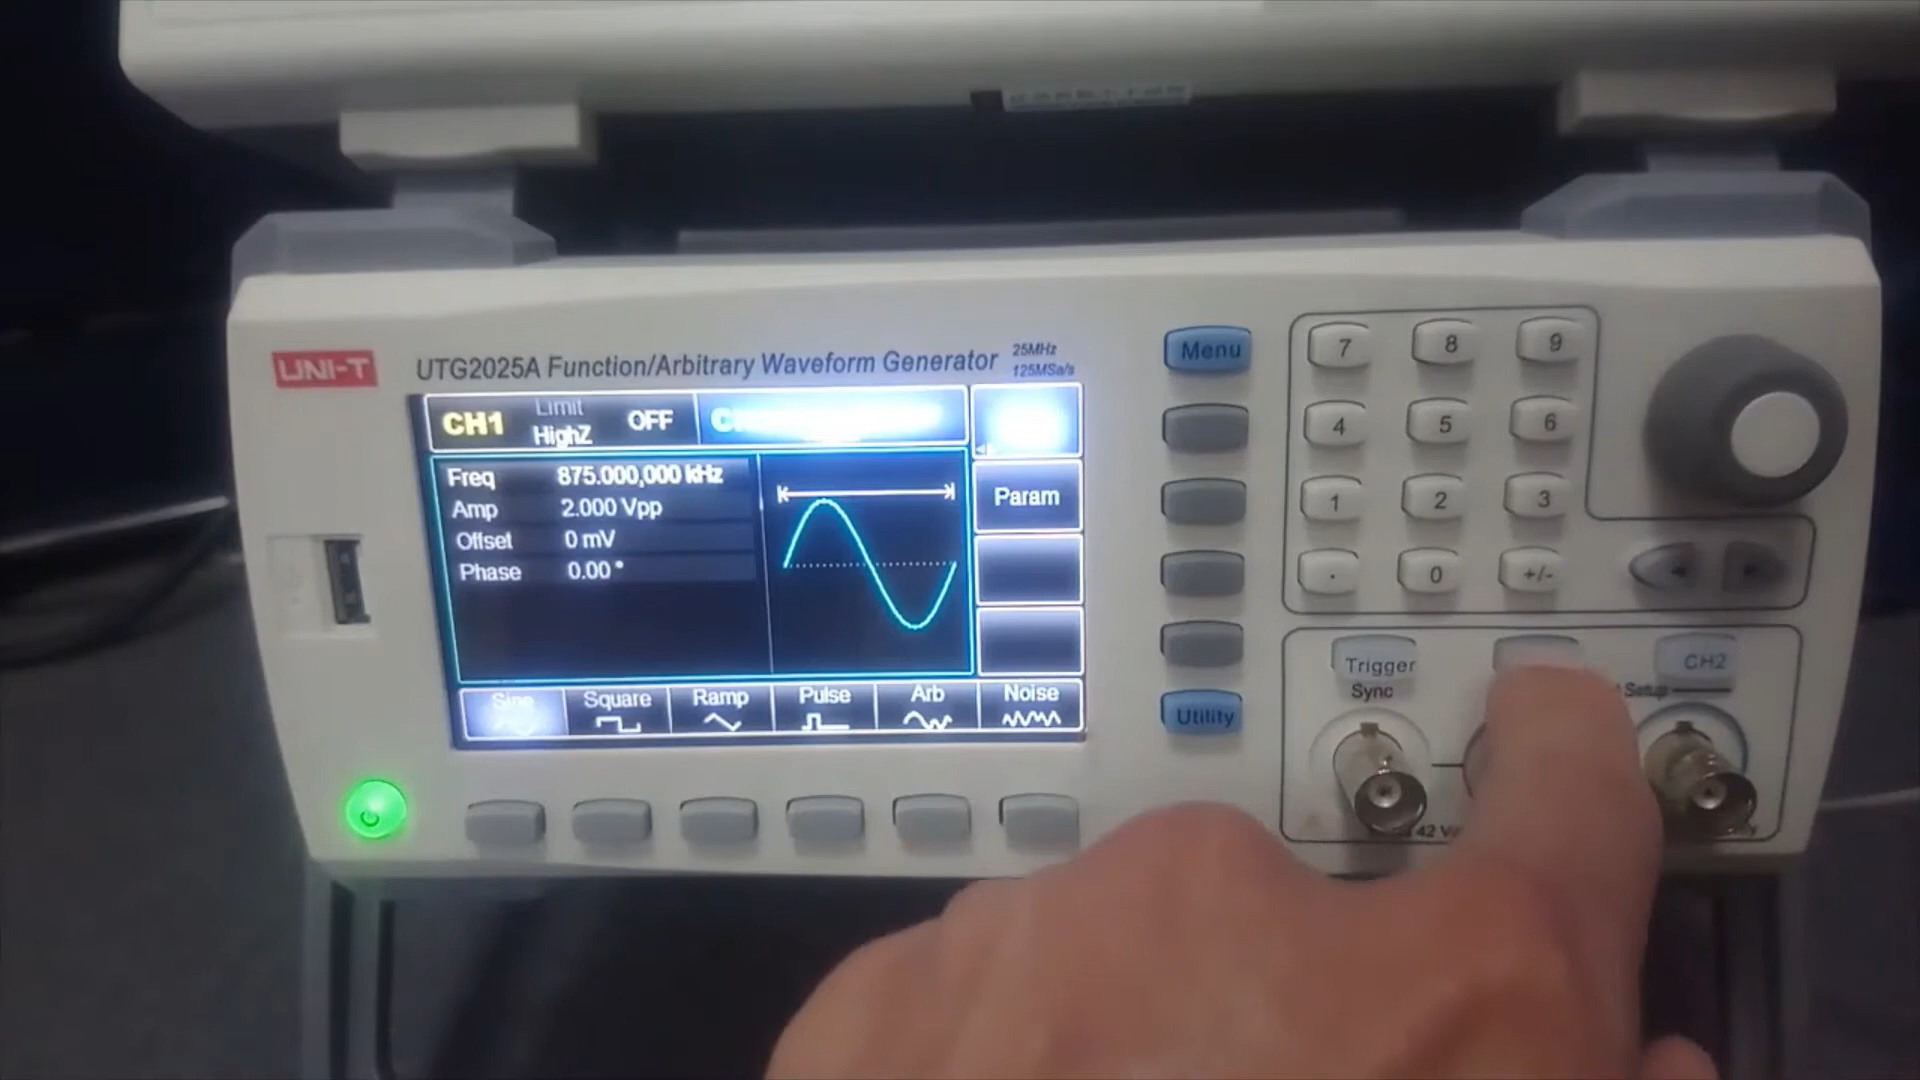 UNI-T
UTG2025A Function/Arbitrary Waveform Generator
25MHz
125MSa/s
CH1
Limit
HighZ
OFF
Freq 875.000,000 kHz
Amp 2.000 Vpp
Offset 0 mV
Phase 0.00 °
Param
Sine
Square
Ramp
Pulse
Arb
Noise
Menu
Utility
7 8 9
4 5 6
1 2 3
. 0 +/-
Trigger
CH2
Sync
Setup
42